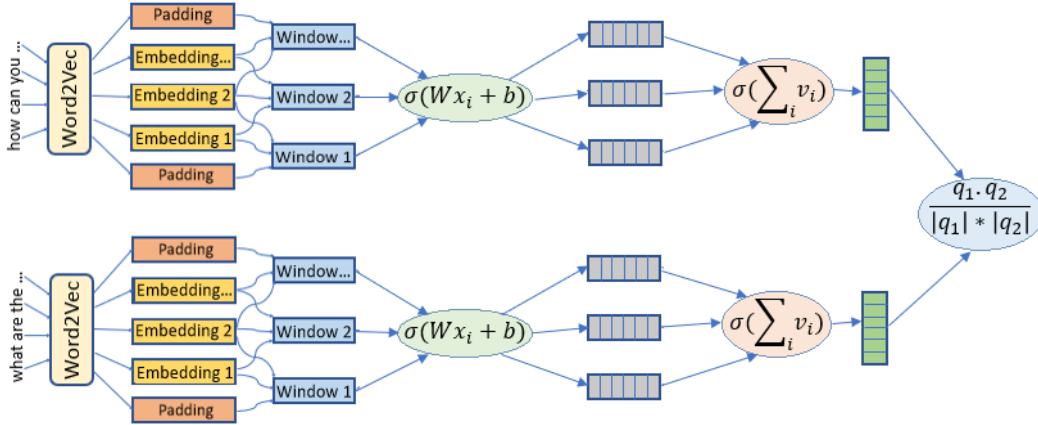 how can you ...
Word2Vec
Padding
Embedding...
Embedding 2
Embedding 1
Padding
Window...
Window 2
Window 1
σ(Wx_i + b)
σ(∑_i v_i)
q_1 . q_2
|q_1| * |q_2|
what are the ...
Word2Vec
Padding
Embedding...
Embedding 2
Embedding 1
Padding
Window...
Window 2
Window 1
σ(Wx_i + b)
σ(∑_i v_i)